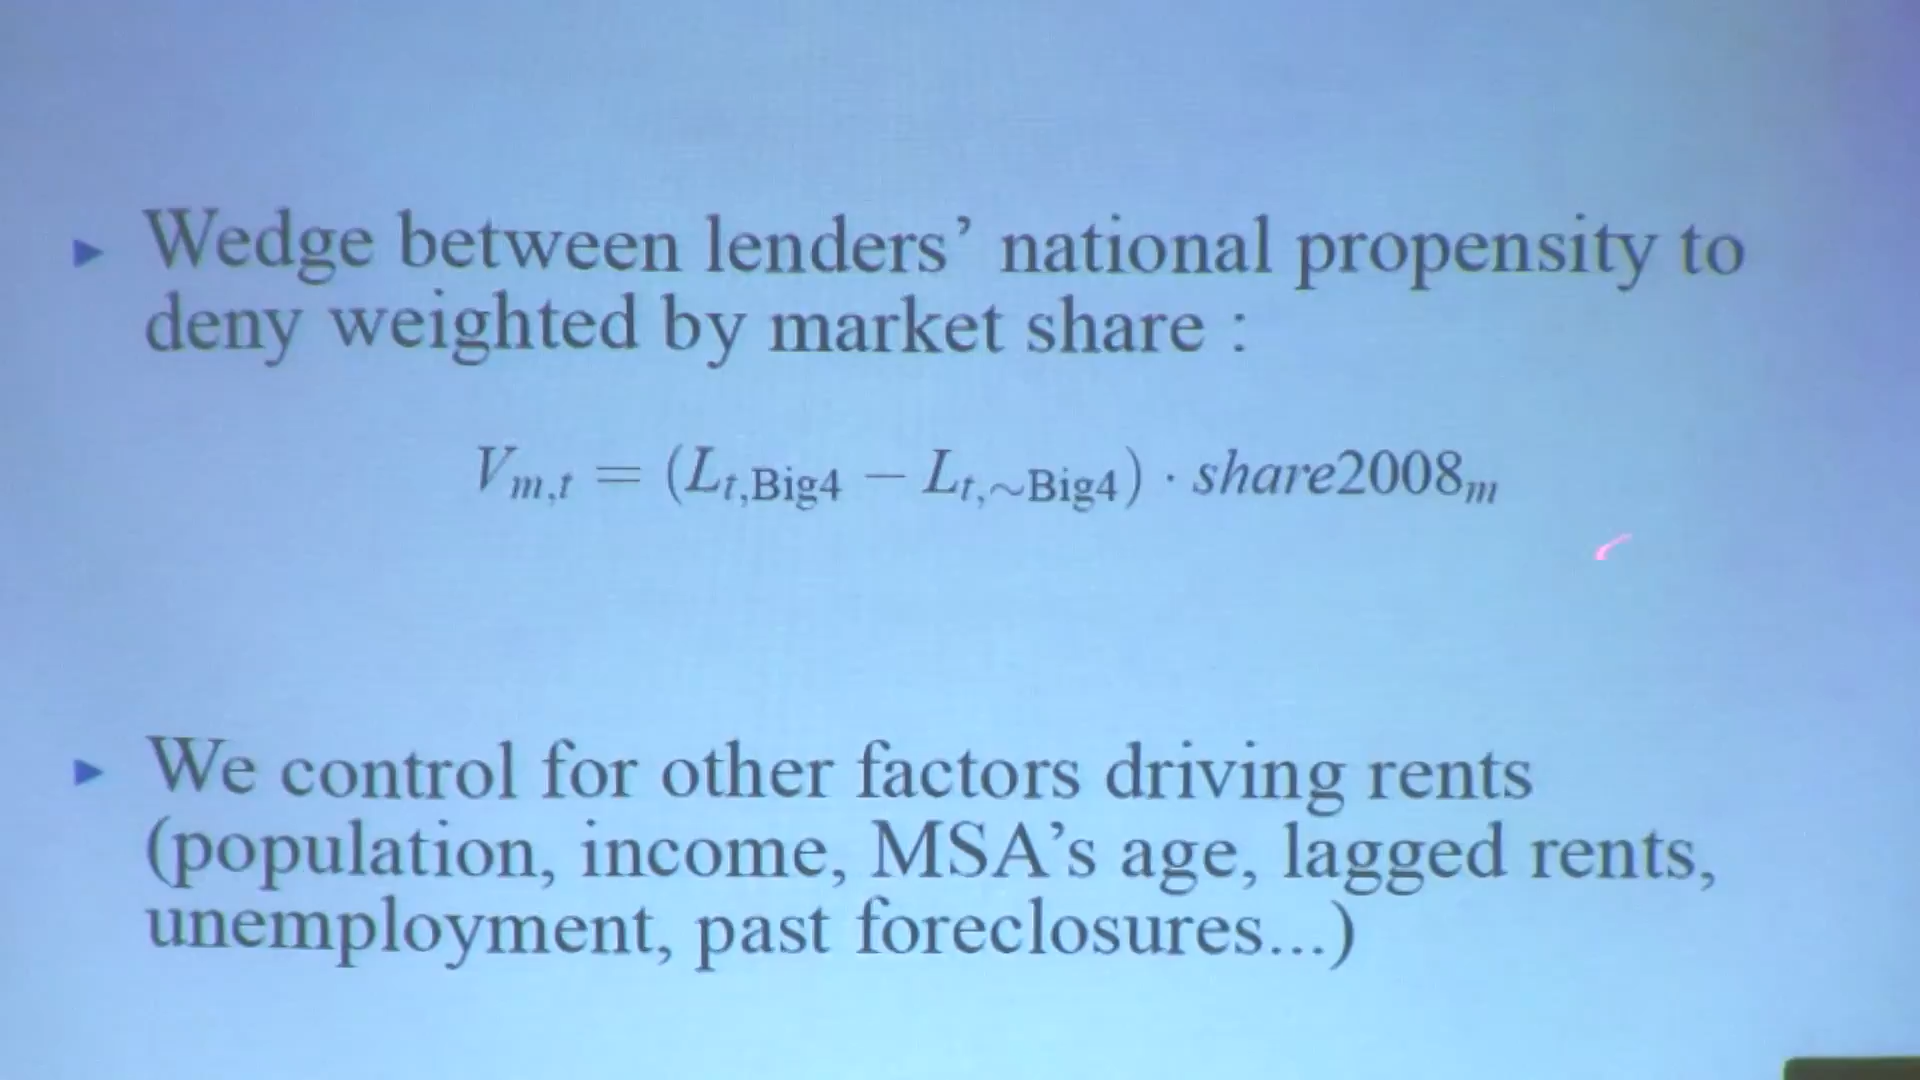 Wedge between lenders’ national propensity to
deny weighted by market share :
V_{m,t} = (L_{t,Big4} − L_{t,∼Big4}) · share2008_m
We control for other factors driving rents
(population, income, MSA’s age, lagged rents,
unemployment, past foreclosures...)